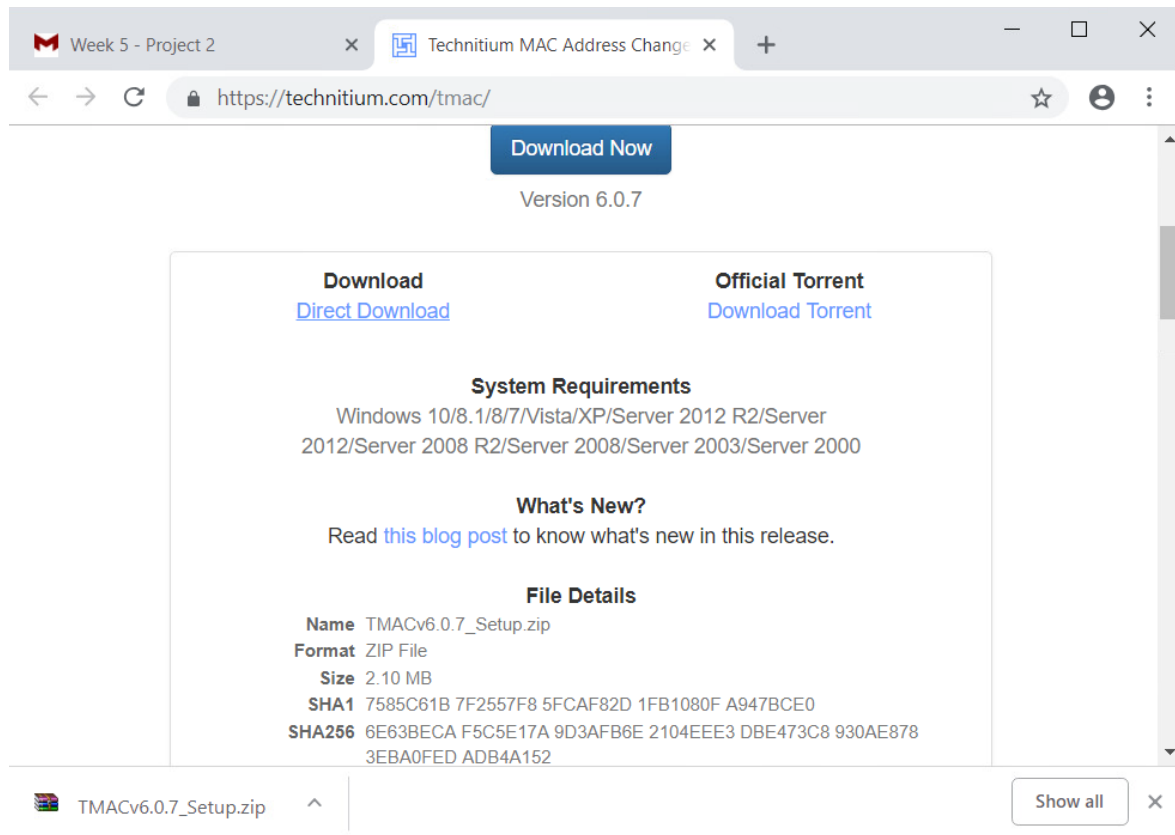 Week 5 - Project 2
Technitium MAC Address Change
https://technitium.com/tmac/
Download Now
Version 6.0.7
Download
Official Torrent
Direct Download
Download Torrent
System Requirements
Windows 10/8.1/8/7/Vista/XP/Server 2012 R2/Server
2012/Server 2008 R2/Server 2008/Server 2003/Server 2000
What's New?
Read this blog post to know what's new in this release.
File Details
Name TMACv6.0.7_Setup.zip
Format ZIP File
Size 2.10 MB
SHA1 7585C61B 7F2557F8 5FCAF82D 1FB1080F A947BCE0
SHA256 6E63BECA F5C5E17A 9D3AFB6E 2104EEE3 DBE473C8 930AE878
3EBA0FED ADB4A152
TMACv6.0.7_Setup.zip
Show all